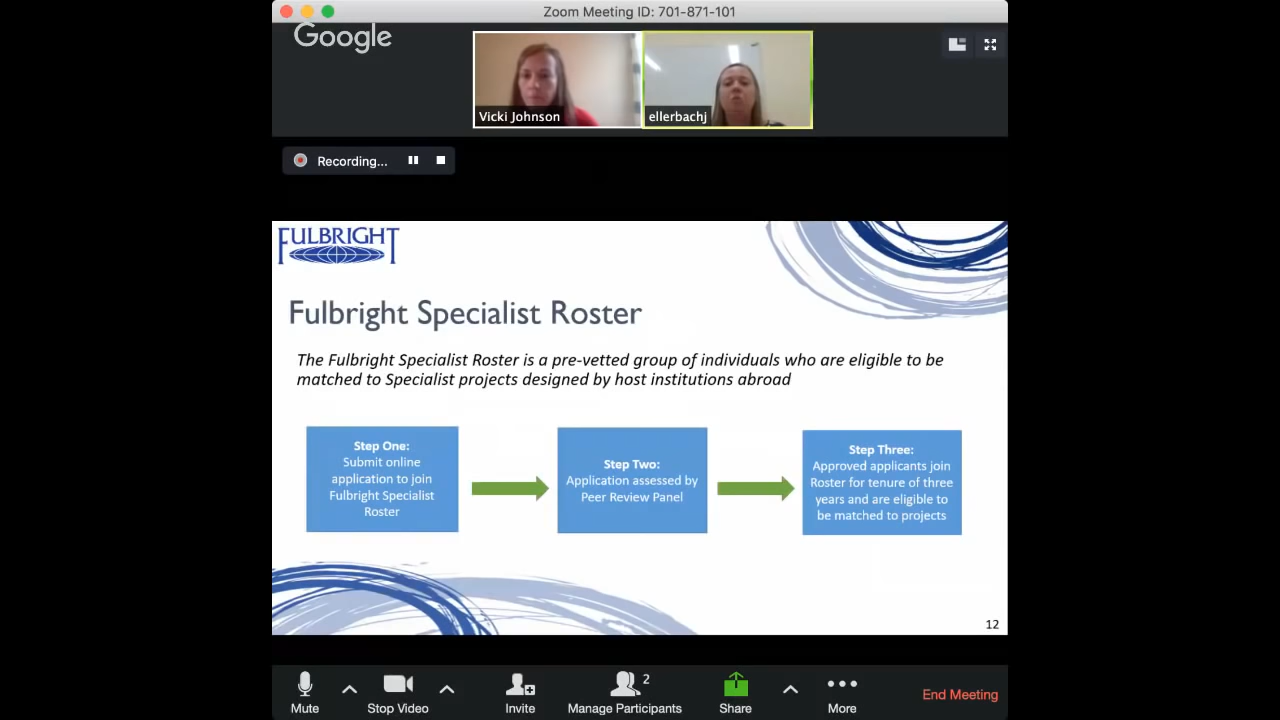 Zoom Meeting ID: 701-871-101
Google
Vicki Johnson
ellerbachj
Recording...
FULBRIGHT
Fulbright Specialist Roster
The Fulbright Specialist Roster is a pre-vetted group of individuals who are eligible to be
matched to Specialist projects designed by host institutions abroad
Step One:
Submit online
application to join
Fulbright Specialist
Roster
Step Two:
Application assessed by
Peer Review Panel
Step Three:
Approved applicants join
Roster for tenure of three
years and are eligible to
be matched to projects
12
Mute
Stop Video
Invite
2
Manage Participants
Share
More
End Meeting